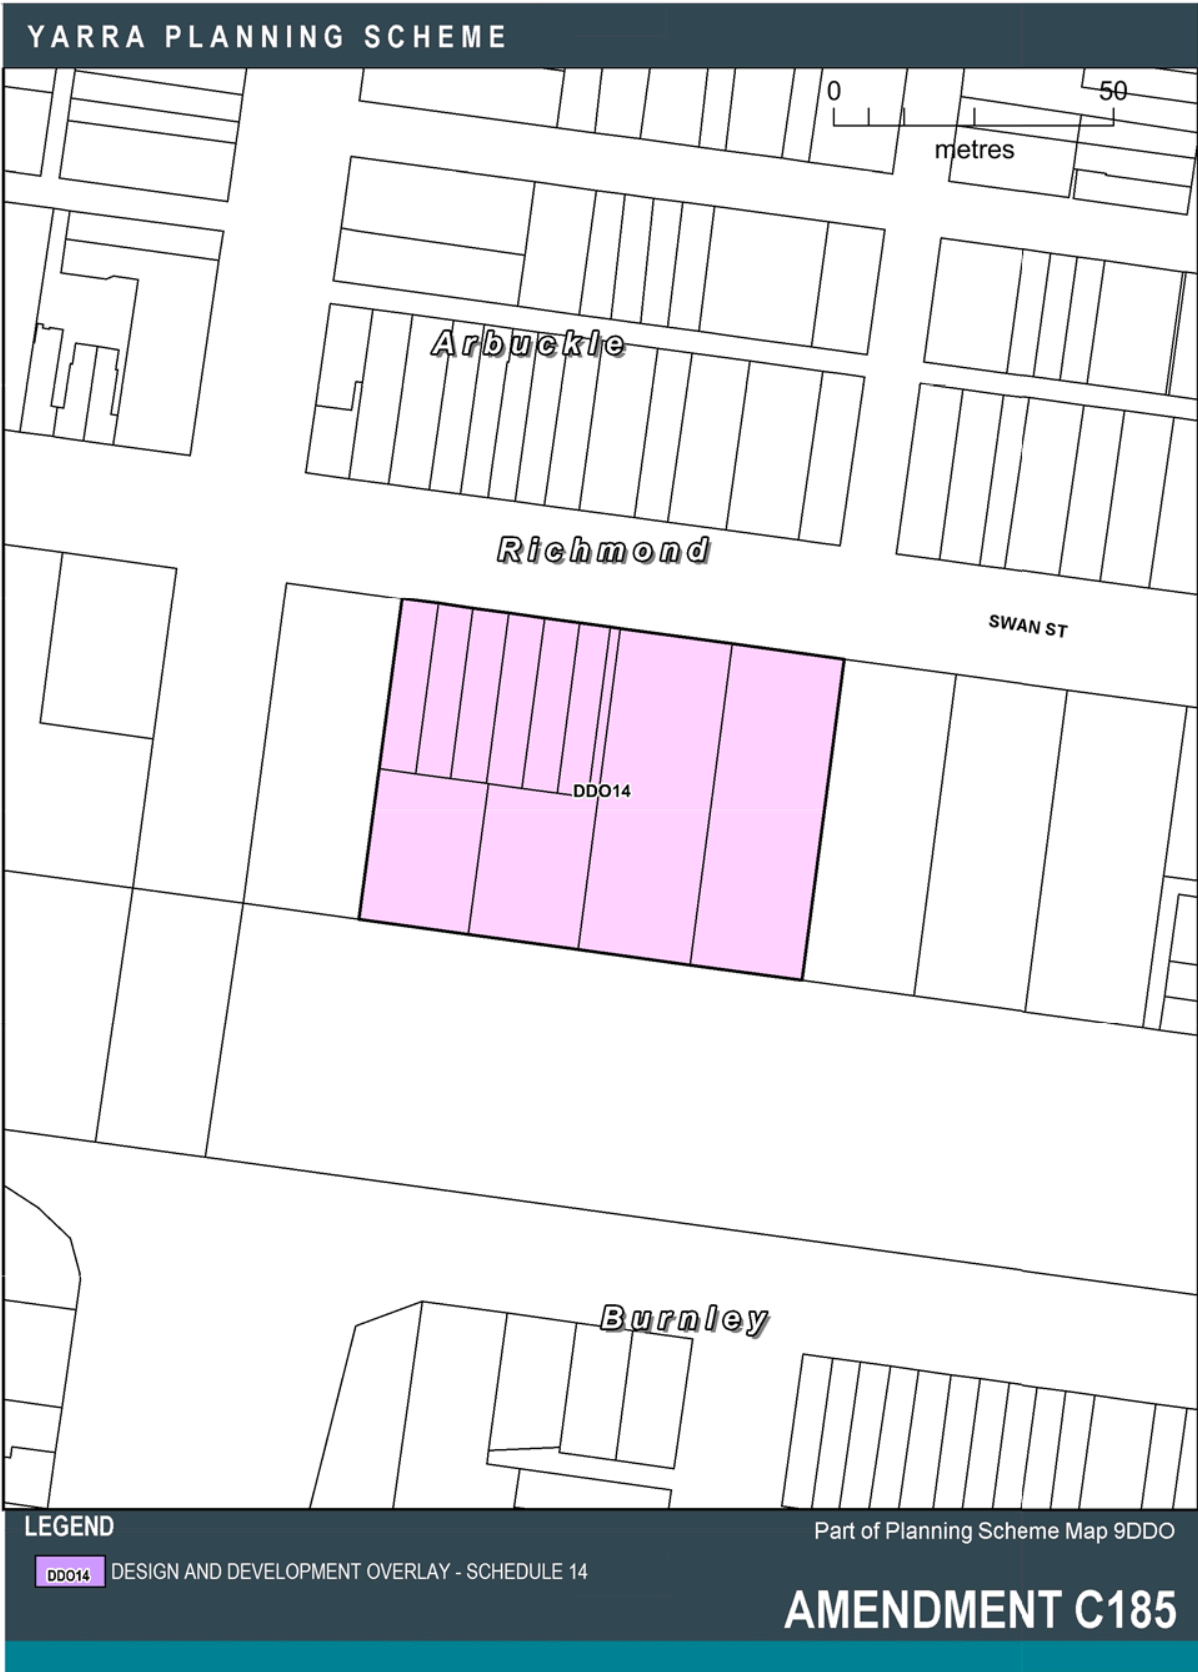 YARRA PLANNING SCHEME
0 50
metres
Arbuckle
Richmond
SWAN ST
DDO14
Burnley
LEGEND
Part of Planning Scheme Map 9DDO
DDO14 DESIGN AND DEVELOPMENT OVERLAY - SCHEDULE 14
AMENDMENT C185